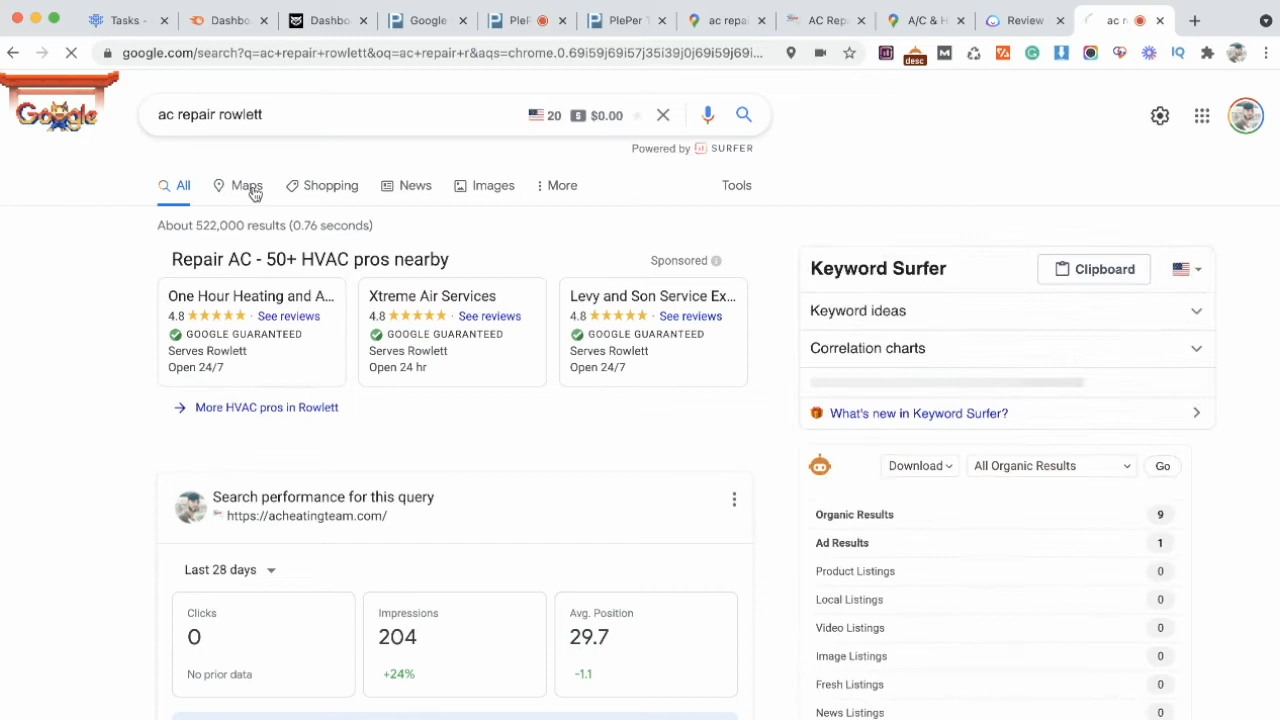 Tasks -
Dashbo
Dashbo
Google
PlePe
PlePer T
ac repai
AC Rep
A/C & H
Review
ac r
google.com/search?q=ac+repair+rowlett&oq=ac+repair+r&aqs=chrome.0.69i59j69i57j35i39j0j69i59j69i...
desc
Google
ac repair rowlett
20
$0.00
Powered by SURFER
All
Maps
Shopping
News
Images
More
Tools
About 522,000 results (0.76 seconds)
Repair AC - 50+ HVAC pros nearby
Sponsored
One Hour Heating and A...
4.8 · See reviews
GOOGLE GUARANTEED
Serves Rowlett
Open 24/7
Xtreme Air Services
4.8 · See reviews
GOOGLE GUARANTEED
Serves Rowlett
Open 24 hr
Levy and Son Service Ex...
4.8 · See reviews
GOOGLE GUARANTEED
Serves Rowlett
Open 24/7
More HVAC pros in Rowlett
Search performance for this query
https://acheatingteam.com/
Last 28 days
Clicks
0
No prior data
Impressions
204
+24%
Avg. Position
29.7
-1.1
Keyword Surfer
Clipboard
Keyword ideas
Correlation charts
What's new in Keyword Surfer?
Download
All Organic Results
Go
Organic Results 9
Ad Results 1
Product Listings 0
Local Listings 0
Video Listings 0
Image Listings 0
Fresh Listings 0
News Listings 0